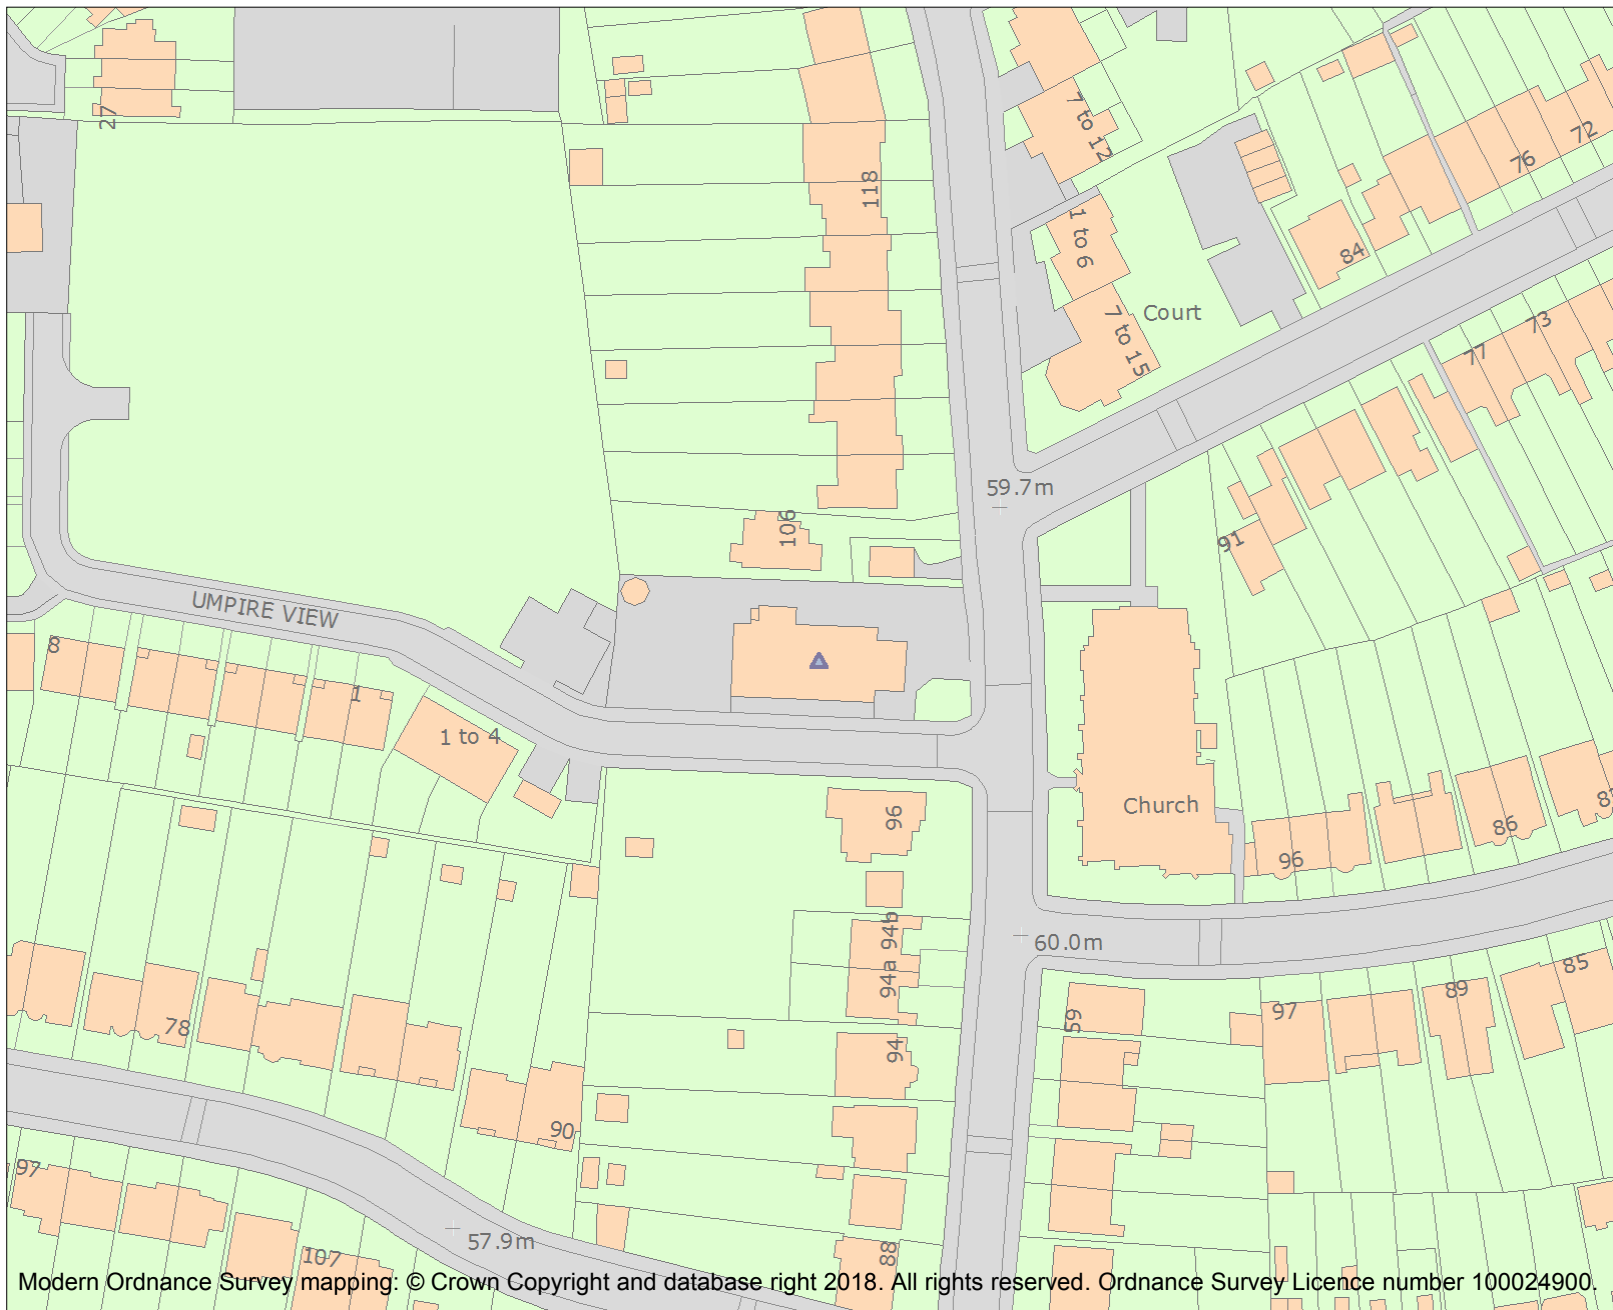 27
7 to 12
72
76
118
1 to 6
84
Court
7 to 15
73
77
59.7m
106
91
UMPIRE VIEW
8
1
1 to 4
96
Church
86
96
94b
60.0m
94a
85
97
89
59
78
94
90
97
57.9m
107
88
Modern Ordnance Survey mapping: © Crown Copyright and database right 2018. All rights reserved. Ordnance Survey Licence number 100024900.